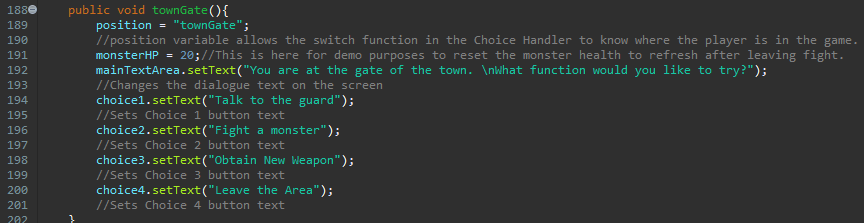 188 public void townGate(){
189 position = "townGate";
190 //position variable allows the switch function in the Choice Handler to know where the player is in the game.
191 monsterHP = 20;//This is here for demo purposes to reset the monster health to refresh after leaving fight.
192 mainTextArea.setText("You are at the gate of the town. \nWhat function would you like to try?");
193 //Changes the dialogue text on the screen
194 choice1.setText("Talk to the guard");
195 //Sets Choice 1 button text
196 choice2.setText("Fight a monster");
197 //Sets Choice 2 button text
198 choice3.setText("Obtain New Weapon");
199 //Sets Choice 3 button text
200 choice4.setText("Leave the Area");
201 //Sets Choice 4 button text
202 }